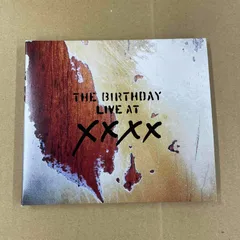 THE BIRTHDAY
LIVE AT
XXXX